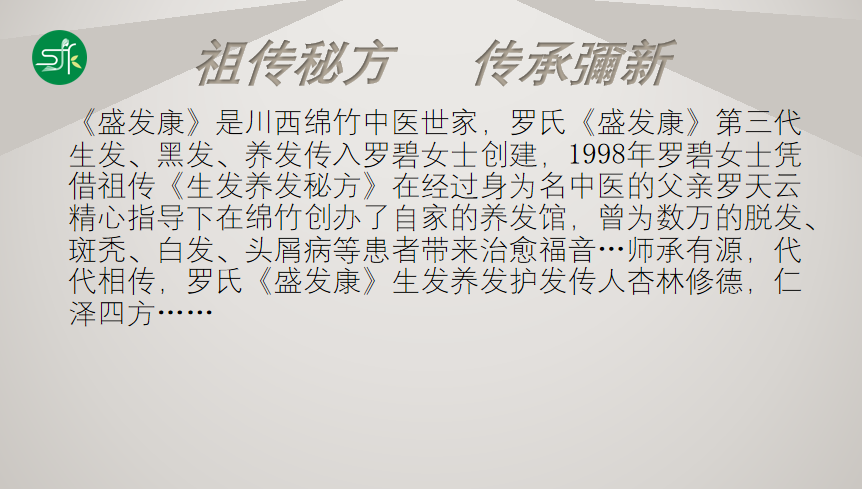 祖传秘方 传承彌新
《盛发康》是川西绵竹中医世家，罗氏《盛发康》第三代
生发、黑发、养发传入罗碧女士创建，1998年罗碧女士凭
借祖传《生发养发秘方》在经过身为名中医的父亲罗天云
精心指导下在绵竹创办了自家的养发馆，曾为数万的脱发、
斑秃、白发、头屑病等患者带来治愈福音…师承有源，代
代相传，罗氏《盛发康》生发养发护发传人杏林修德，仁
泽四方……